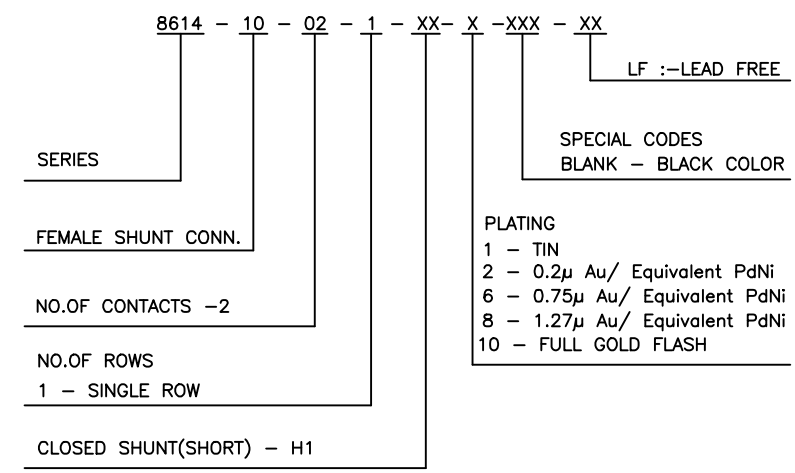 8614 - 10 - 02 - 1 - XX- X -XXX - XX
LF :-LEAD FREE
SPECIAL CODES
BLANK - BLACK COLOR
SERIES
PLATING
1 - TIN
2 - 0.2µ Au/ Equivalent PdNi
6 - 0.75µ Au/ Equivalent PdNi
8 - 1.27µ Au/ Equivalent PdNi
10 - FULL GOLD FLASH
FEMALE SHUNT CONN.
NO.OF CONTACTS -2
NO.OF ROWS
1 - SINGLE ROW
CLOSED SHUNT(SHORT) - H1